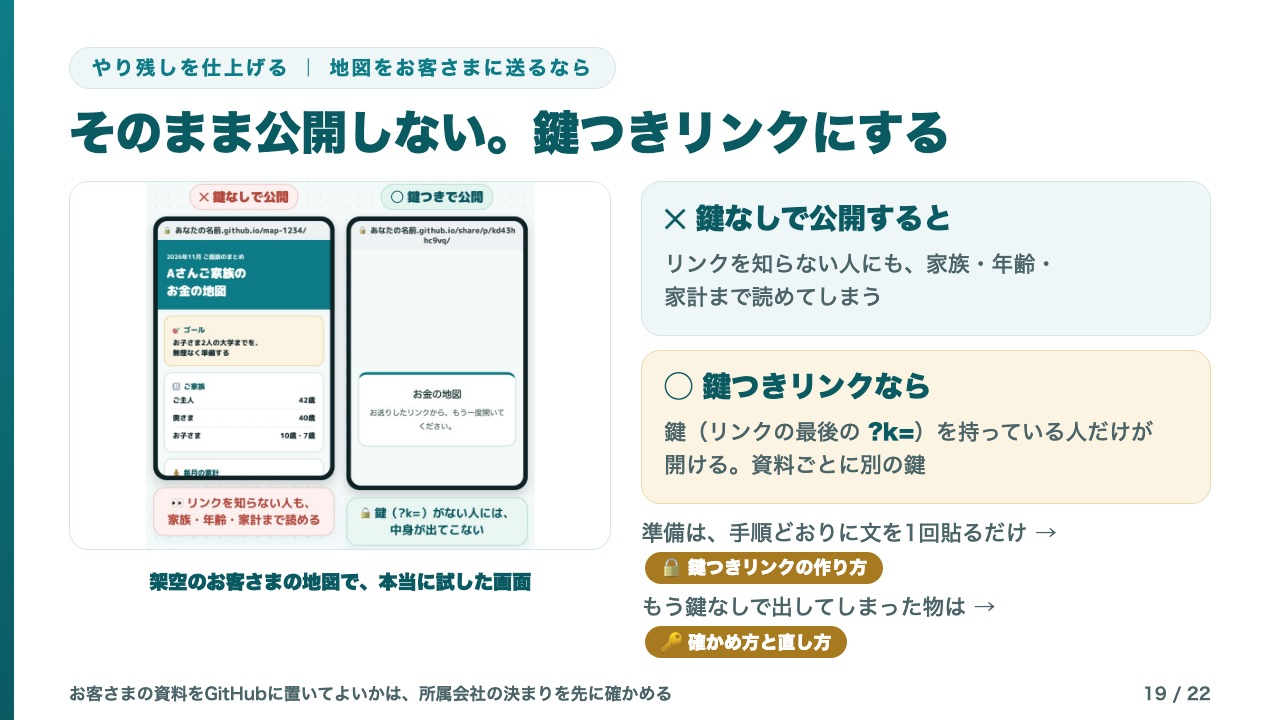 やり残しを仕上げる ｜ 地図をお客さまに送るなら
そのまま公開しない。鍵つきリンクにする
× 鍵なしで公開
🔒 あなたの名前.github.io/map-1234/
2026年11月 ご面談のまとめ
Aさんご家族の
お金の地図
🎯 ゴール
お子さま2人の大学までを、
無理なく準備する
ご家族
ご主人 42歳
奥さま 40歳
お子さま 10歳・7歳
💰 毎月の家計
👀 リンクを知らない人も、
家族・年齢・家計まで読める
○ 鍵つきで公開
🔒 あなたの名前.github.io/share/p/kd43h
hc9vq/
お金の地図
お送りしたリンクから、もう一度開いて
ください。
🔒 鍵（?k=）がない人には、
中身が出てこない
架空のお客さまの地図で、本当に試した画面
× 鍵なしで公開すると
リンクを知らない人にも、家族・年齢・
家計まで読めてしまう
○ 鍵つきリンクなら
鍵（リンクの最後の ?k=）を持っている人だけが
開ける。資料ごとに別の鍵
準備は、手順どおりに文を1回貼るだけ →
🔒 鍵つきリンクの作り方
もう鍵なしで出してしまった物は →
🔑 確かめ方と直し方
お客さまの資料をGitHubに置いてよいかは、所属会社の決まりを先に確かめる
19 / 22